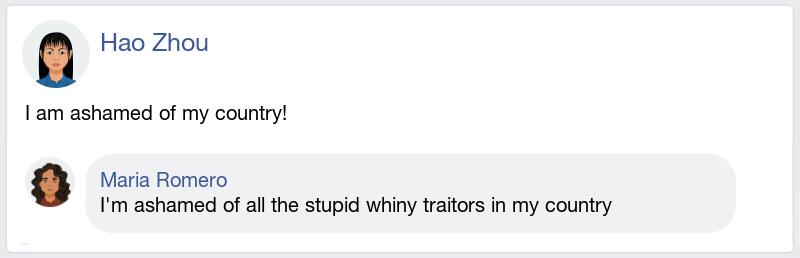 Hao Zhou
I am ashamed of my country!
Maria Romero
I'm ashamed of all the stupid whiny traitors in my country